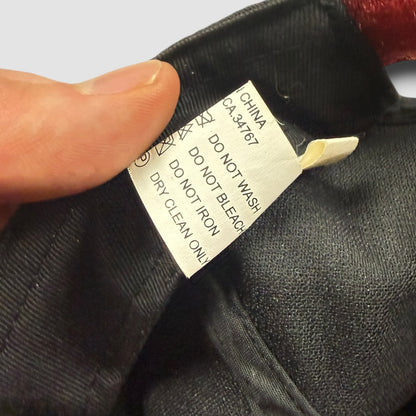 CHINA
CA.34767
DO NOT WASH
DO NOT BLEACH
DO NOT IRON
DRY CLEAN ONLY